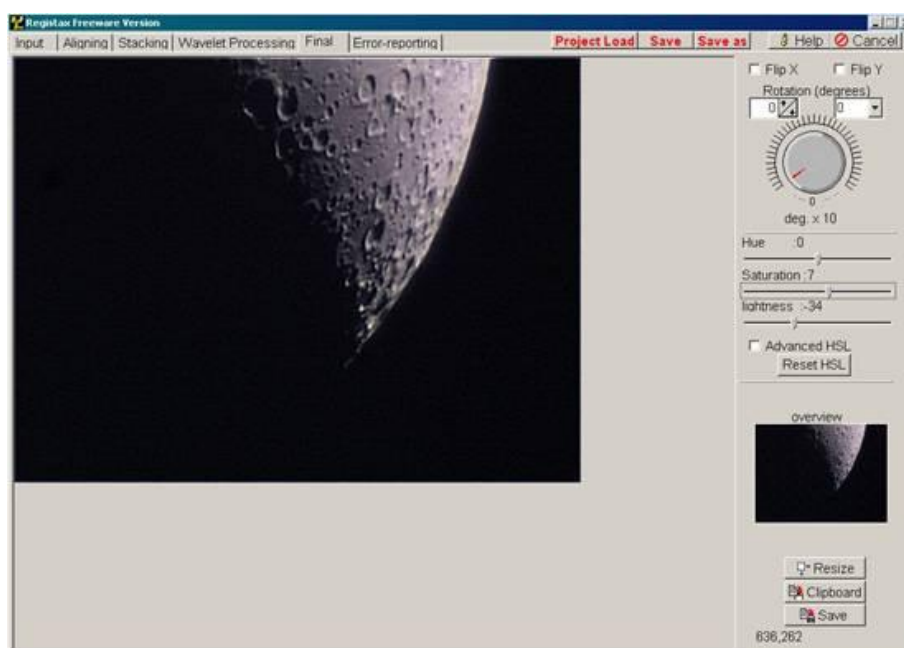 Registax Freeware Version
Input Aligning Stacking Wavelet Processing Final Error-reporting Project Load Save Save as Help Cancel
Flip X Flip Y
Rotation (degrees)
0 0
0
deg. x 10
Hue :0
Saturation :7
lightness :-34
Advanced HSL
Reset HSL
overview
Resize
Clipboard
Save
636,262